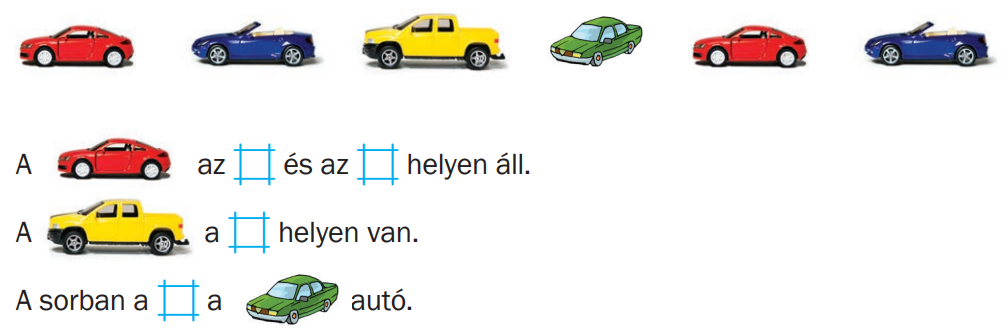 A az és az helyen áll.
A a helyen van.
A sorban a a autó.